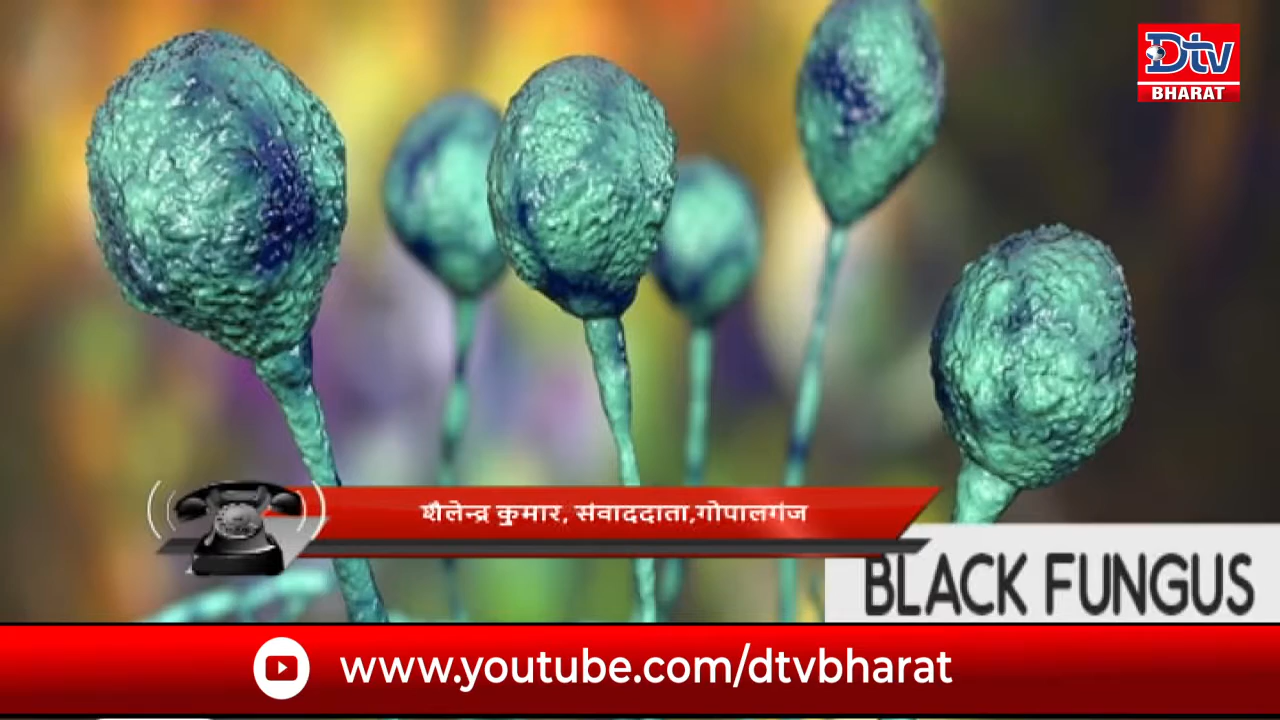 Dtv
BHARAT
शैलेन्द्र कुमार, संवाददाता,गोपालगंज
BLACK FUNGUS
www.youtube.com/dtvbharat